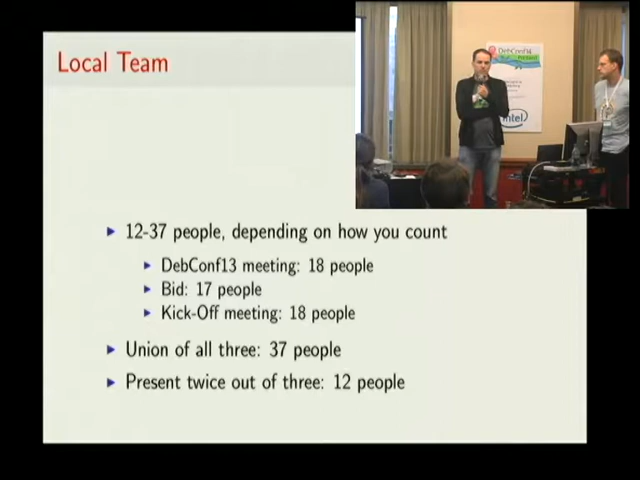 Local Team
DebConf14
intel
12-37 people, depending on how you count
DebConf13 meeting: 18 people
Bid: 17 people
Kick-Off meeting: 18 people
Union of all three: 37 people
Present twice out of three: 12 people